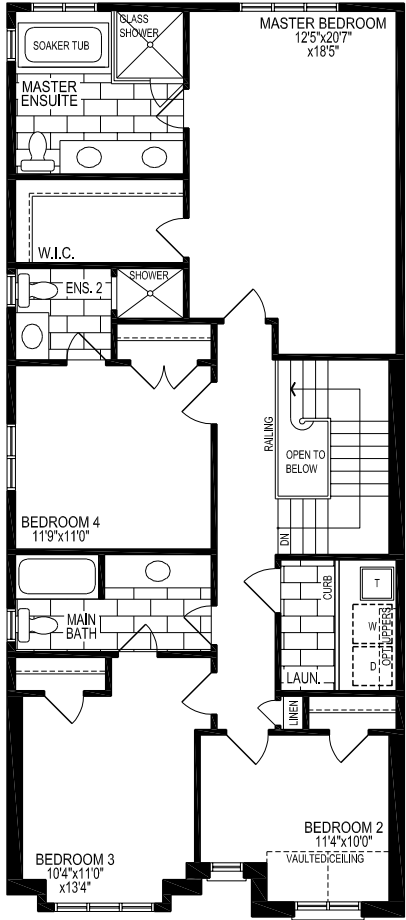 GLASS
SHOWER
SOAKER TUB
MASTER
ENSUITE
MASTER BEDROOM
12'5"x20'7"
x18'5"
W.I.C.
ENS. 2
SHOWER
RAILING
OPEN TO
BELOW
DN
BEDROOM 4
11'9"x11'0"
MAIN
BATH
CURB
T
W
D
OPT.UPPERS
LAUN.
LINEN
BEDROOM 3
10'4"x11'0"
x13'4"
BEDROOM 2
11'4"x10'0"
VAULTED CEILING